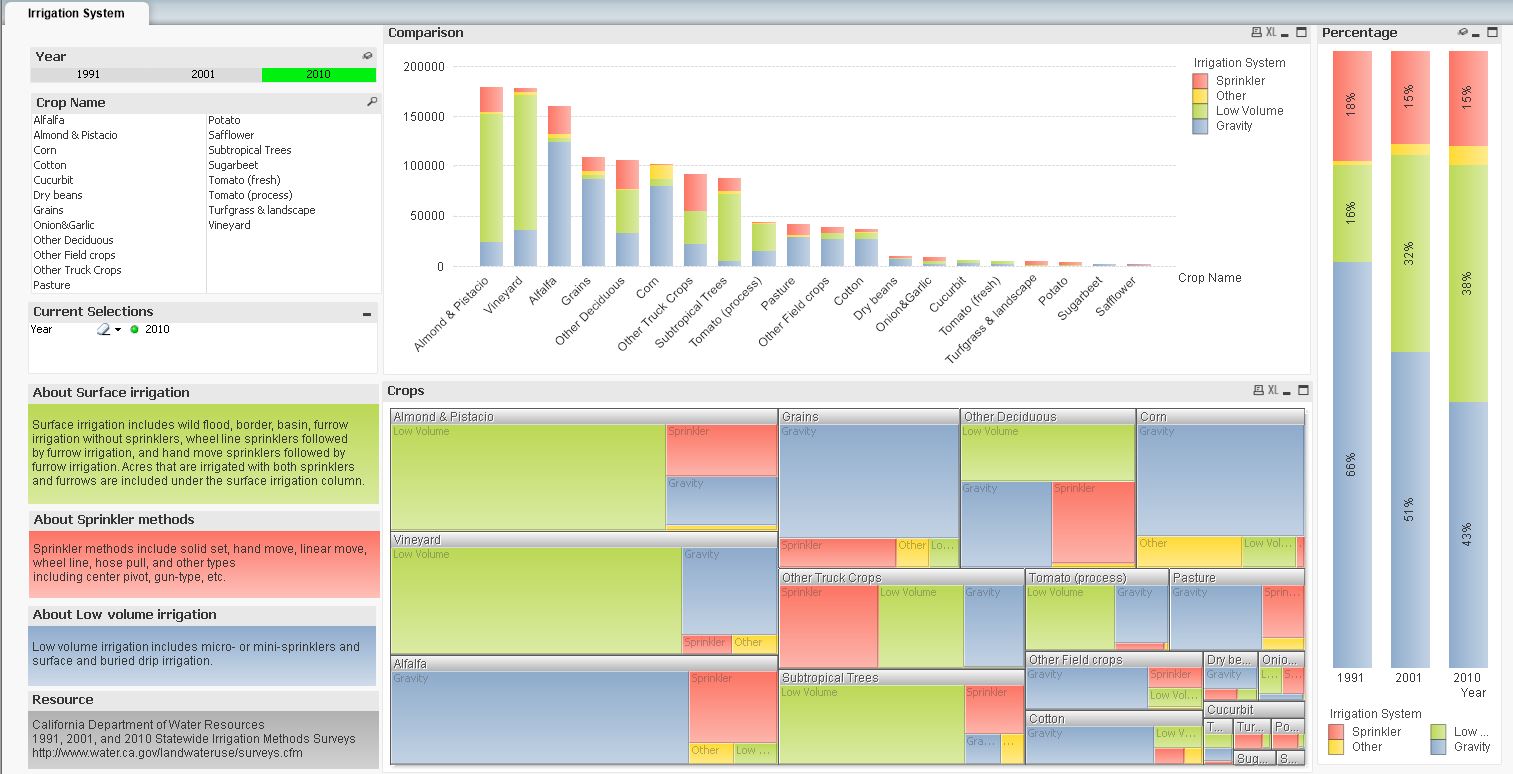 Irrigation System
Year
1991 2001 2010
Crop Name
Alfalfa
Almond & Pistacio
Corn
Cotton
Cucurbit
Dry beans
Grains
Onion&Garlic
Other Deciduous
Other Field crops
Other Truck Crops
Pasture
Potato
Safflower
Subtropical Trees
Sugarbeet
Tomato (fresh)
Tomato (process)
Turfgrass & landscape
Vineyard
Current Selections
Year 2010
About Surface irrigation
Surface irrigation includes wild flood, border, basin, furrow
irrigation without sprinklers, wheel line sprinklers followed
by furrow irrigation, and hand move sprinklers followed by
furrow irrigation. Acres that are irrigated with both sprinklers
and furrows are included under the surface irrigation column.
About Sprinkler methods
Sprinkler methods include solid set, hand move, linear move,
wheel line, hose pull, and other types
including center pivot, gun-type, etc.
About Low volume irrigation
Low volume irrigation includes micro- or mini-sprinklers and
surface and buried drip irrigation.
Resource
California Department of Water Resources
1991, 2001, and 2010 Statewide Irrigation Methods Surveys
http://www.water.ca.gov/landwateruse/surveys.cfm
Comparison
XL
200000
150000
100000
50000
0
Almond & Pistacio
Vineyard
Alfalfa
Grains
Other Deciduous
Corn
Other Truck Crops
Subtropical Trees
Tomato (process)
Pasture
Other Field crops
Cotton
Dry beans
Onion&Garlic
Cucurbit
Tomato (fresh)
Turfgrass & landscape
Potato
Sugarbeet
Safflower
Crop Name
Irrigation System
Sprinkler
Other
Low Volume
Gravity
Crops
XL
Almond & Pistacio
Low Volume
Sprinkler
Gravity
Vineyard
Low Volume
Gravity
Sprinkler
Other
Alfalfa
Gravity
Sprinkler
Other
Low ...
Grains
Gravity
Sprinkler
Other
Lo...
Other Deciduous
Low Volume
Gravity
Sprinkler
Corn
Gravity
Other
Low Vol...
Other Truck Crops
Sprinkler
Low Volume
Gravity
Subtropical Trees
Low Volume
Sprinkler
Gra...
...
Tomato (process)
Low Volume
Gravity
Pasture
Gravity
Sprin...
Other Field crops
Gravity
Sprinkler
Low Vol...
Cotton
Gravity
Low V...
Dry be...
Gravity
Onio...
L...
S...
Cucurbit
T...
Tur...
Po...
Sug...
S...
Percentage
18%
16%
66%
15%
32%
51%
15%
38%
43%
1991 2001 2010
Year
Irrigation System
Sprinkler
Other
Low ...
Gravity